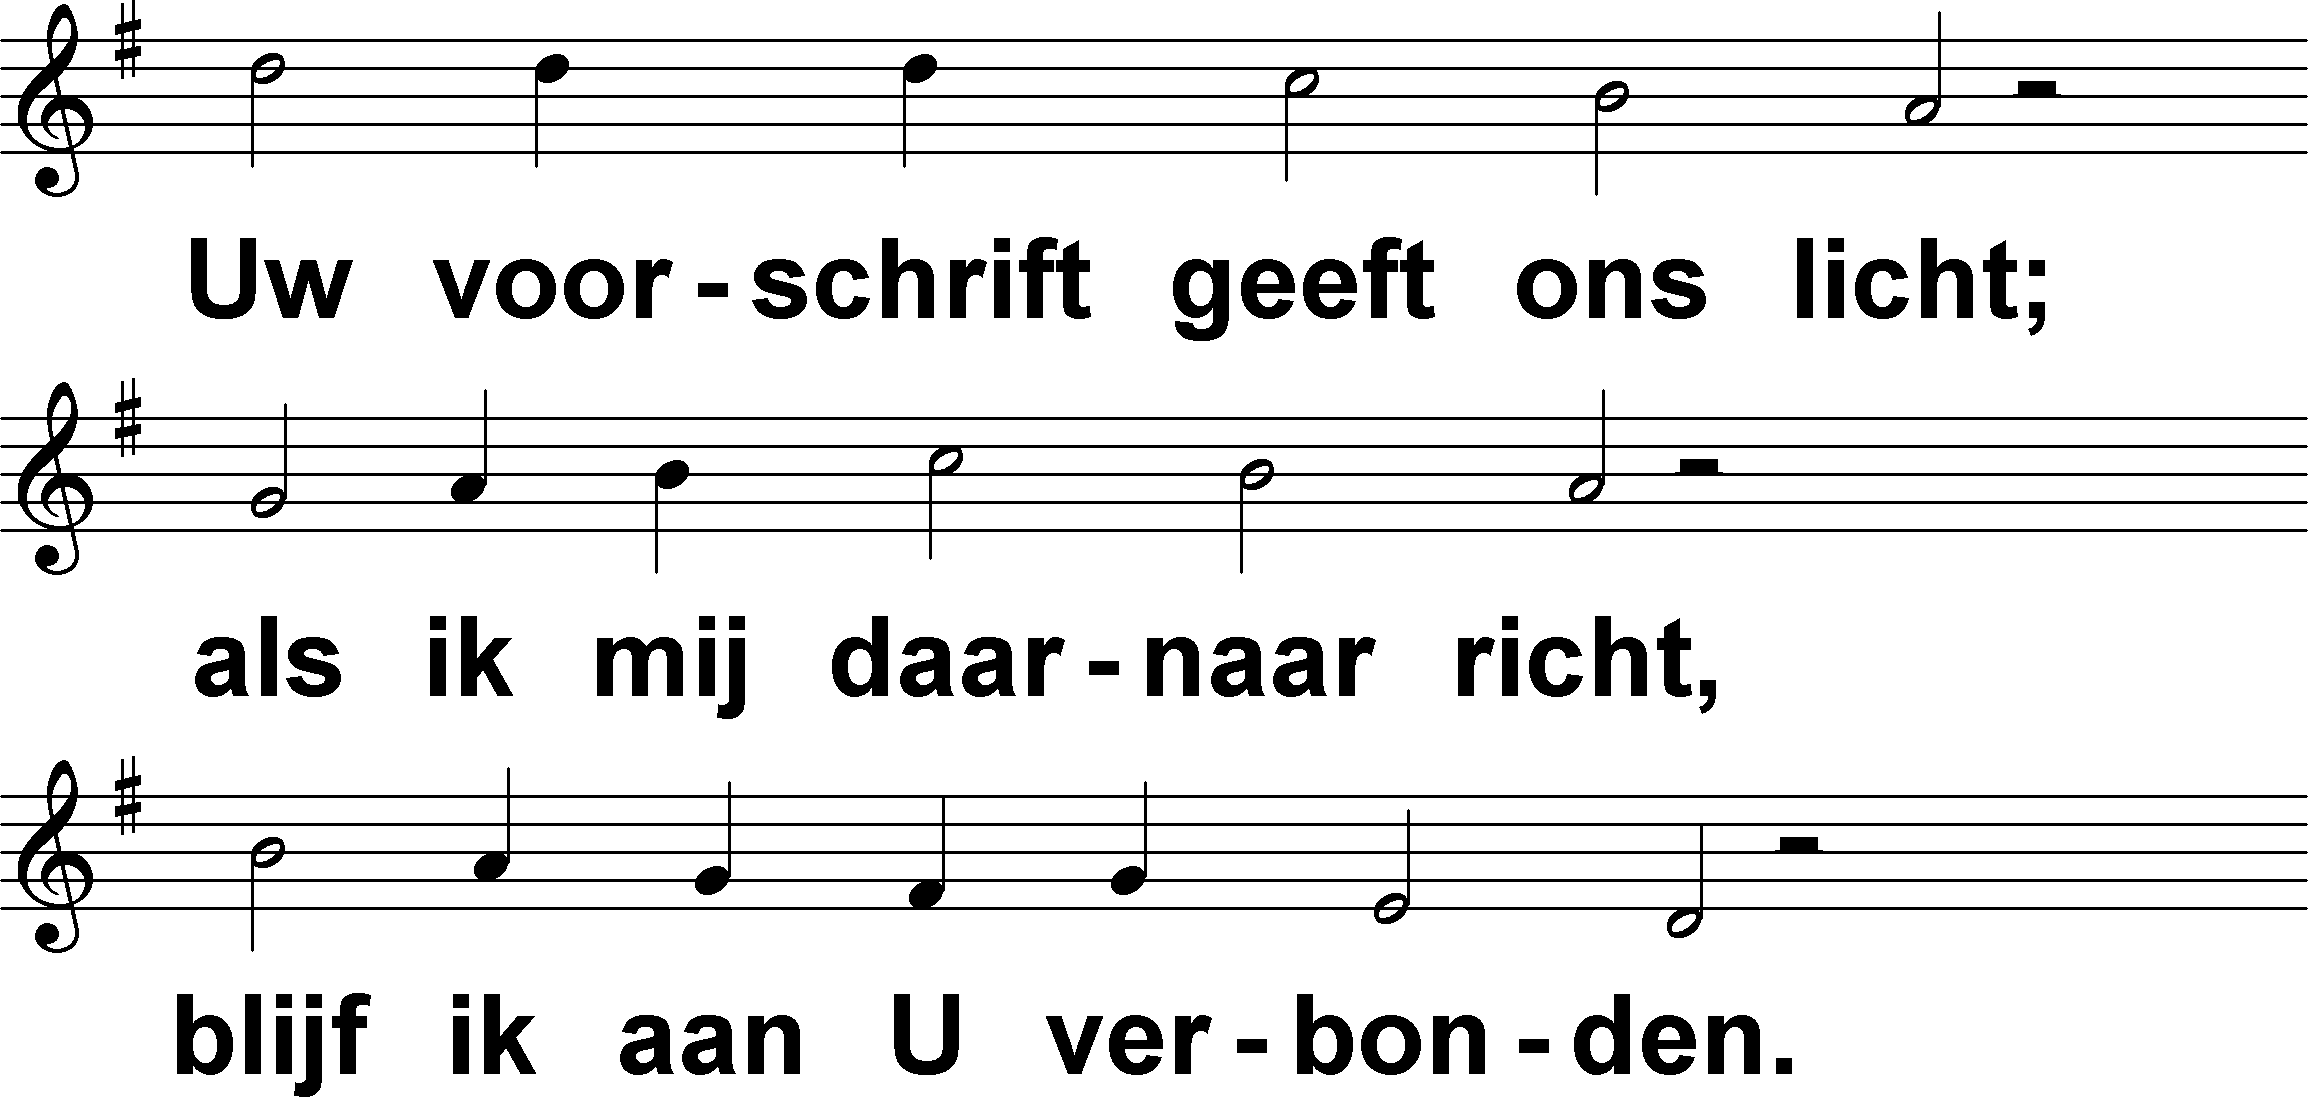 Uw voor-schrift geeft ons licht;
als ik mij daar-naar richt,
blijf ik aan U ver-bon-den.